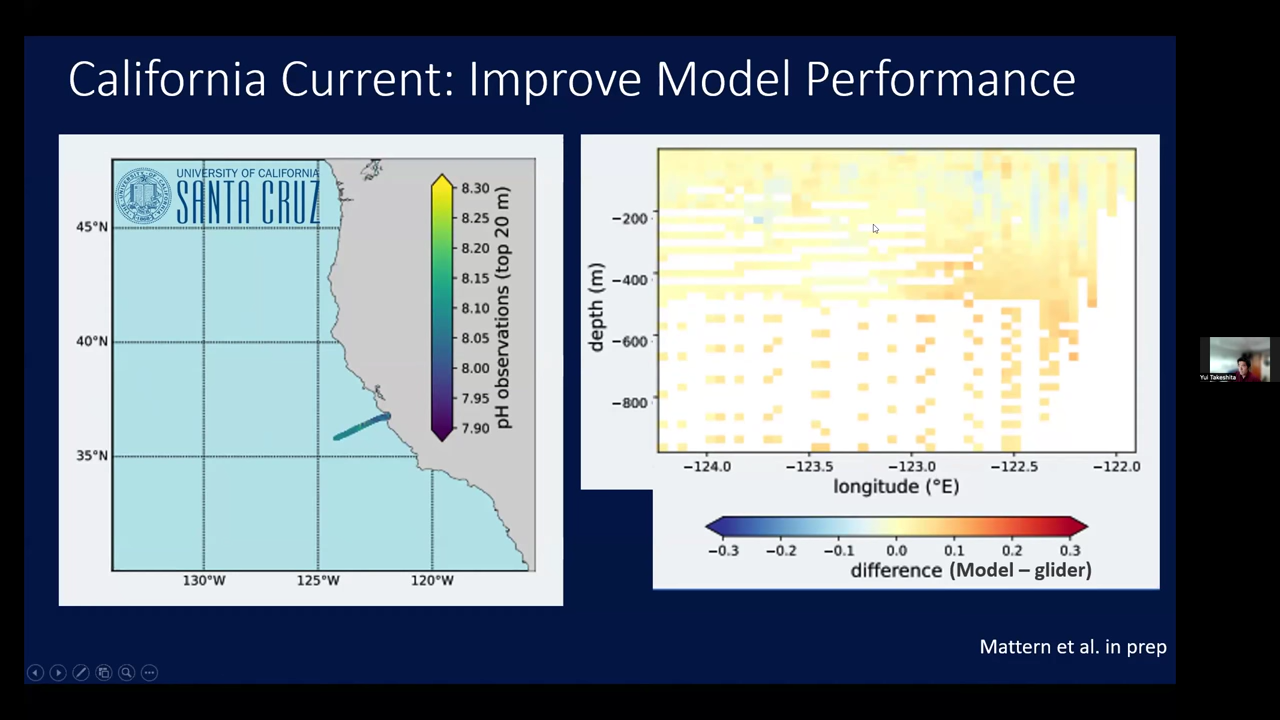 California Current: Improve Model Performance
UNIVERSITY OF CALIFORNIA
SANTA CRUZ
45°N
40°N
35°N
130°W
125°W
120°W
8.30
8.25
8.20
8.15
8.10
8.05
8.00
7.95
7.90
pH observations (top 20 m)
−200
−400
−600
−800
depth (m)
−124.0
−123.5
−123.0
−122.5
−122.0
longitude (°E)
−0.3
−0.2
−0.1
0.0
0.1
0.2
0.3
difference (Model – glider)
Mattern et al. in prep
Yui Takeshita